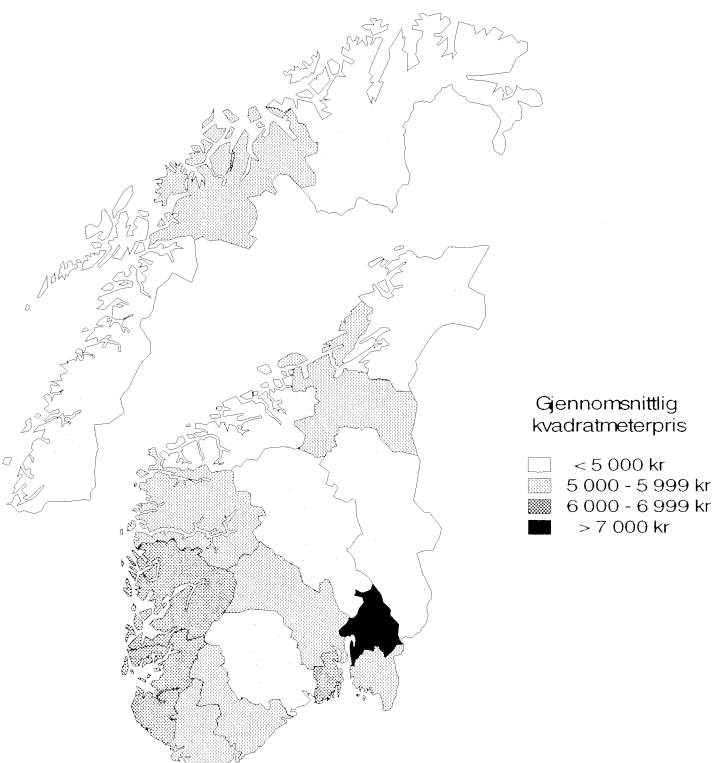 Gjennomsnittlig
kvadratmeterpris
< 5 000 kr
5 000 - 5 999 kr
6 000 - 6 999 kr
> 7 000 kr